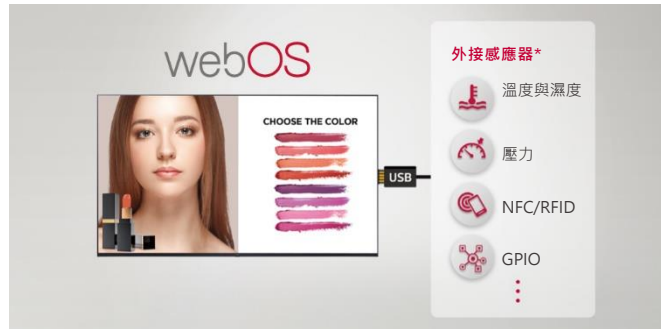 webOS
CHOOSE THE COLOR
USB
外接感應器*
溫度與濕度
壓力
NFC/RFID
GPIO